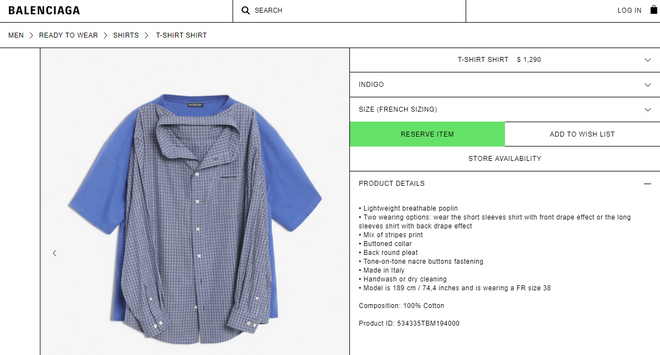 BALENCIAGA
SEARCH
LOG IN
MEN > READY TO WEAR > SHIRTS > T-SHIRT SHIRT
T-SHIRT SHIRT $ 1,290
INDIGO
SIZE (FRENCH SIZING)
RESERVE ITEM
ADD TO WISH LIST
STORE AVAILABILITY
PRODUCT DETAILS
• Lightweight breathable poplin
• Two wearing options: wear the short sleeves shirt with front drape effect or the long
sleeves shirt with back drape effect
• Mix of stripes print
• Buttoned collar
• Back round pleat
• Tone-on-tone nacre buttons fastening
• Made in Italy
• Handwash or dry cleaning
• Model is 189 cm / 74,4 inches and is wearing a FR size 38
Composition: 100% Cotton
Product ID: 534335TBM194000